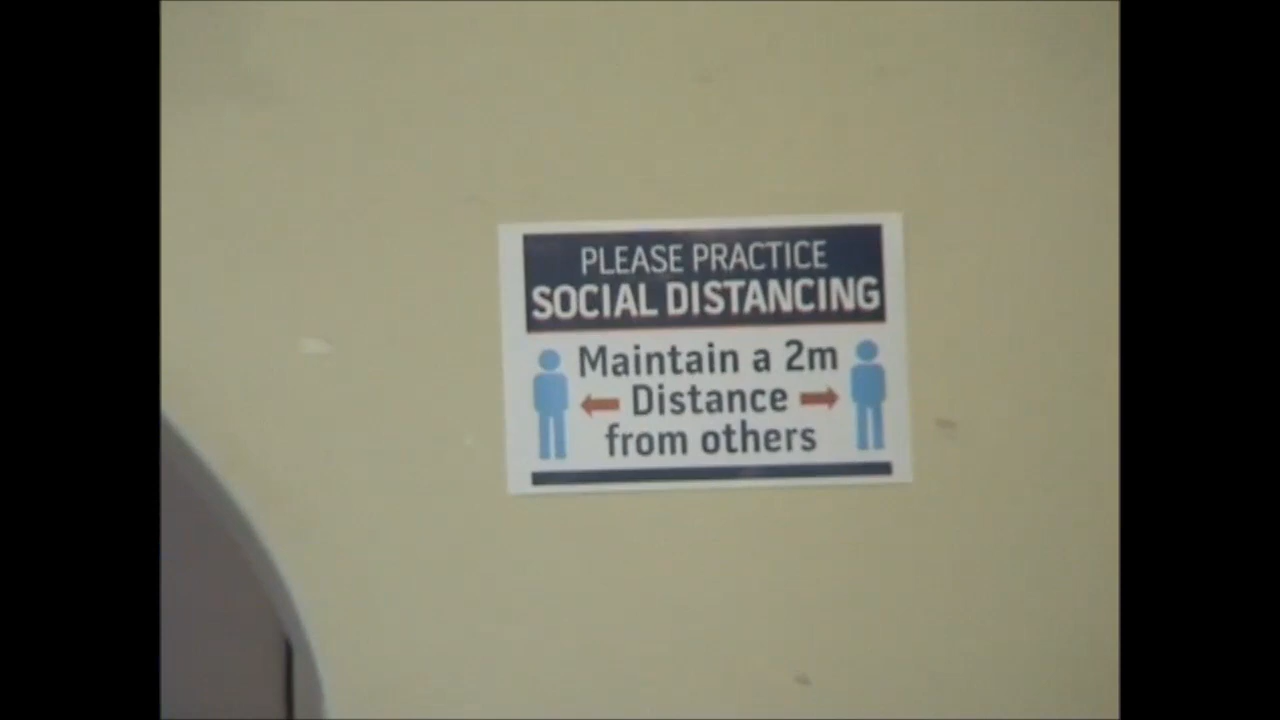 PLEASE PRACTICE
SOCIAL DISTANCING
Maintain a 2m
Distance
from others